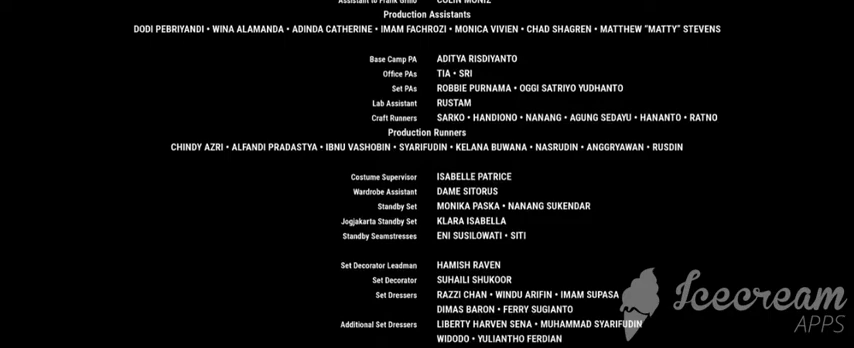 Assistant to Frank Grillo COLIN MONIZ
Production Assistants
DODI PEBRIYANDI • WINA ALAMANDA • ADINDA CATHERINE • IMAM FACHROZI • MONICA VIVIEN • CHAD SHAGREN • MATTHEW "MATTY" STEVENS
Base Camp PA ADITYA RISDIYANTO
Office PAs TIA • SRI
Set PAs ROBBIE PURNAMA • OGGI SATRIYO YUDHANTO
Lab Assistant RUSTAM
Craft Runners SARKO • HANDIONO • NANANG • AGUNG SEDAYU • HANANTO • RATNO
Production Runners
CHINDY AZRI • ALFANDI PRADASTYA • IBNU VASHOBIN • SYARIFUDIN • KELANA BUWANA • NASRUDIN • ANGGRYAWAN • RUSDIN
Costume Supervisor ISABELLE PATRICE
Wardrobe Assistant DAME SITORUS
Standby Set MONIKA PASKA • NANANG SUKENDAR
Jogjakarta Standby Set KLARA ISABELLA
Standby Seamstresses ENI SUSILOWATI • SITI
Set Decorator Leadman HAMISH RAVEN
Set Decorator SUHAILI SHUKOOR
Set Dressers RAZZI CHAN • WINDU ARIFIN • IMAM SUPASA
DIMAS BARON • FERRY SUGIANTO
Additional Set Dressers LIBERTY HARVEN SENA • MUHAMMAD SYARIFUDIN
WIDODO • YULIANTHO FERDIAN
Icecream
APPS